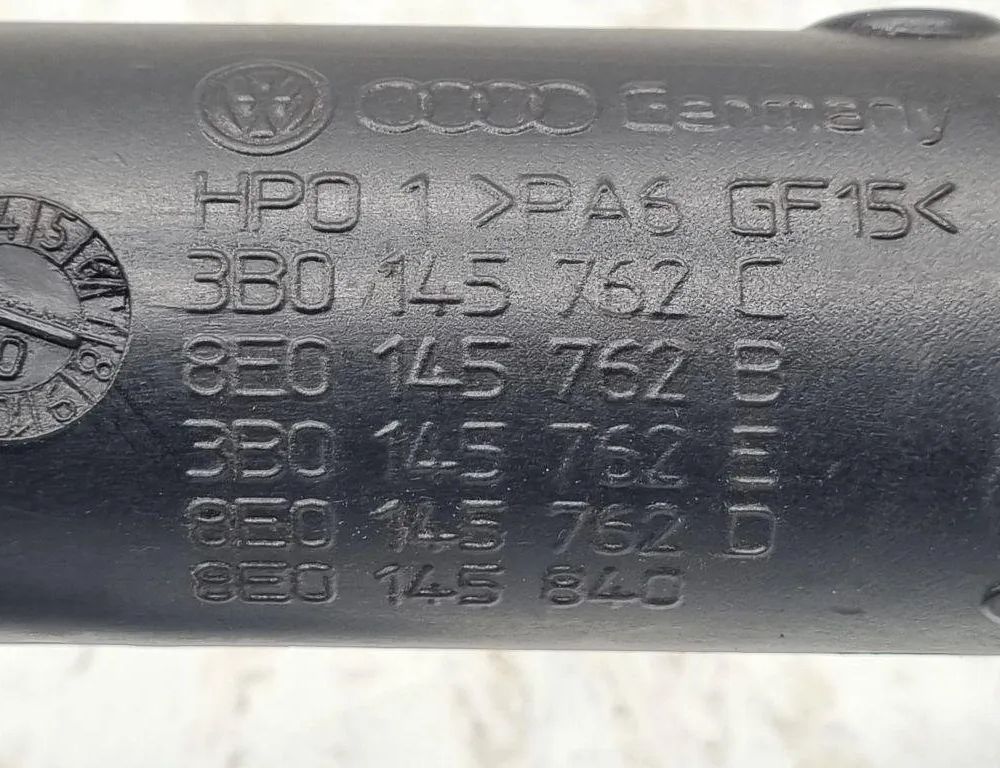 Germany
HPO 1 >PA6 GF15<
3B0 145 762 C
8E0 145 762 B
3B0 145 762 E
8E0 145 762 D
8E0 145 840